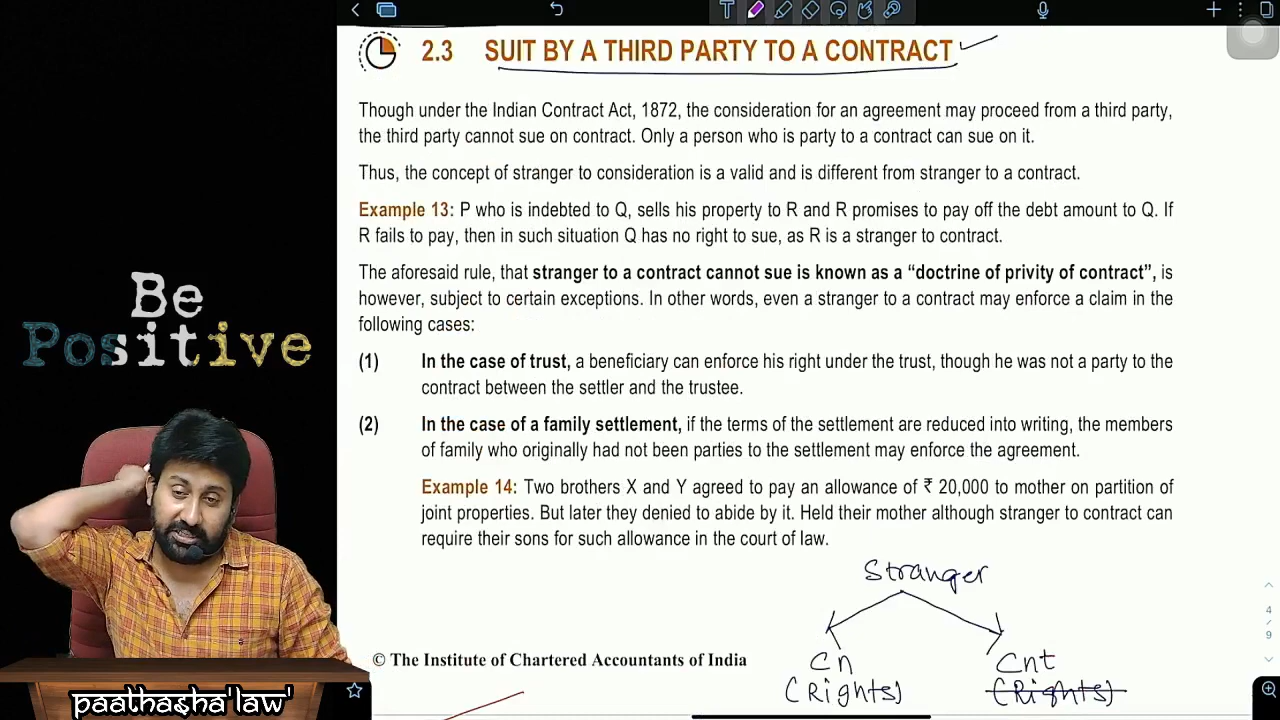 2.3 SUIT BY A THIRD PARTY TO A CONTRACT
Though under the Indian Contract Act, 1872, the consideration for an agreement may proceed from a third party,
the third party cannot sue on contract. Only a person who is party to a contract can sue on it.
Thus, the concept of stranger to consideration is a valid and is different from stranger to a contract.
Example 13: P who is indebted to Q, sells his property to R and R promises to pay off the debt amount to Q. If
R fails to pay, then in such situation Q has no right to sue, as R is a stranger to contract.
The aforesaid rule, that stranger to a contract cannot sue is known as a “doctrine of privity of contract”, is
however, subject to certain exceptions. In other words, even a stranger to a contract may enforce a claim in the
following cases:
(1) In the case of trust, a beneficiary can enforce his right under the trust, though he was not a party to the
contract between the settler and the trustee.
(2) In the case of a family settlement, if the terms of the settlement are reduced into writing, the members
of family who originally had not been parties to the settlement may enforce the agreement.
Example 14: Two brothers X and Y agreed to pay an allowance of ₹ 20,000 to mother on partition of
joint properties. But later they denied to abide by it. Held their mother although stranger to contract can
require their sons for such allowance in the court of law.
Stranger
Cn Cnt
(Rights) (Rights)
© The Institute of Chartered Accountants of India
4
/
9
Be
Positive
paathasha'law'